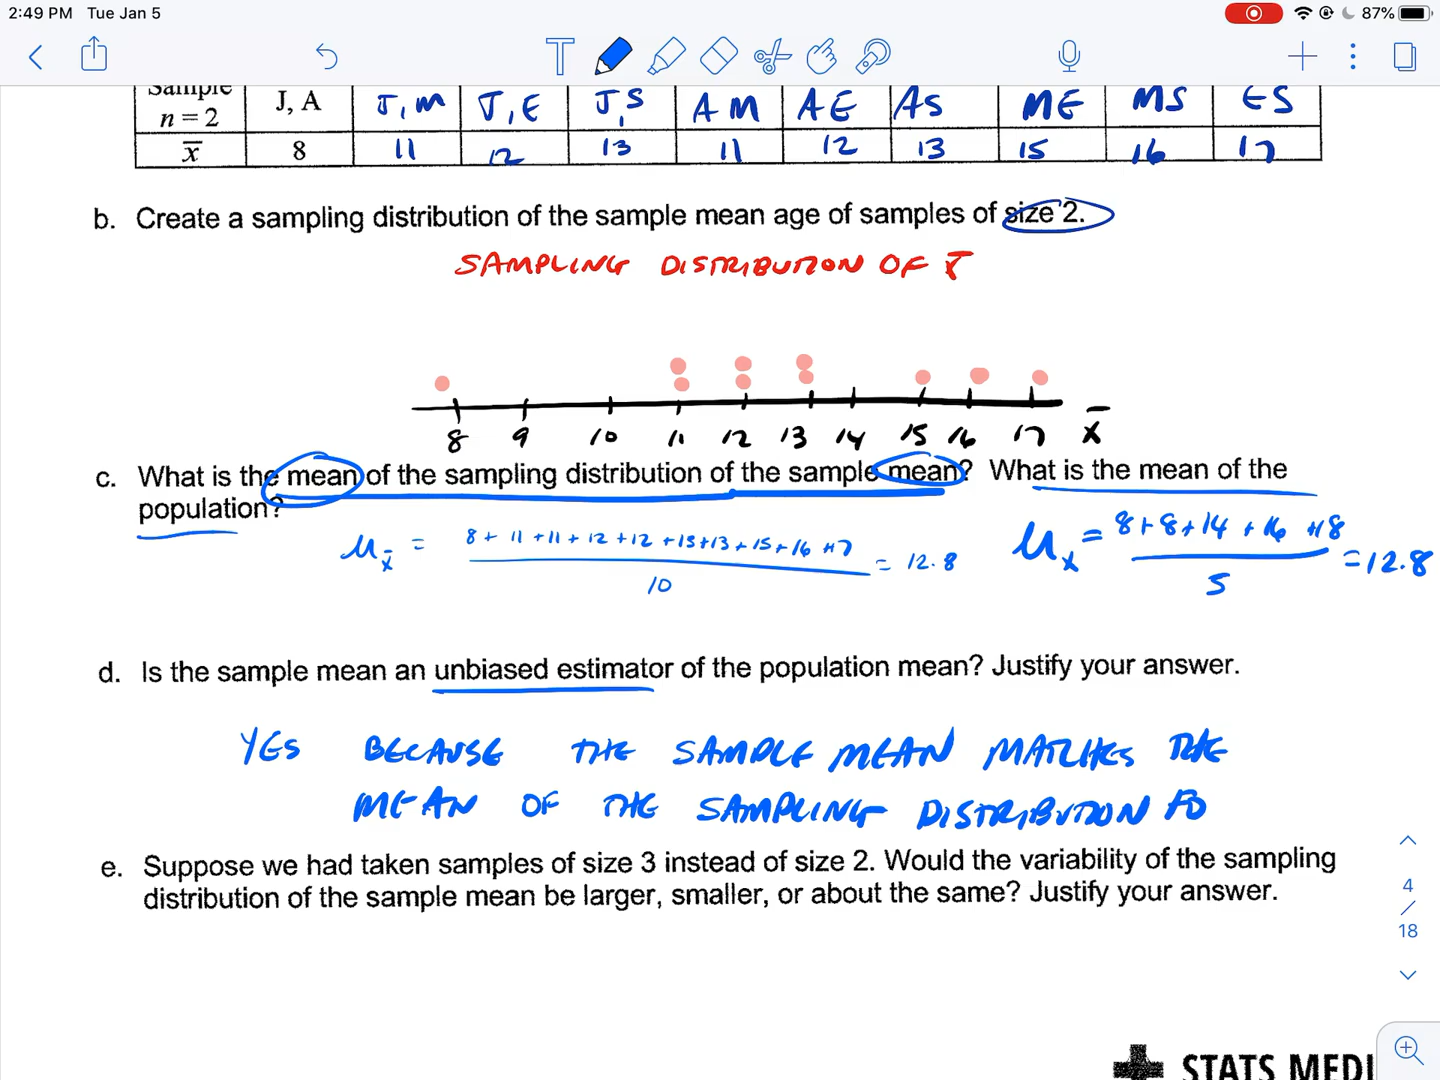 2:49 PM Tue Jan 5 87%
Sample n = 2 J, A J, M J, E J, S A M A E AS ME MS ES
x̅ 8 11 12 13 11 12 13 15 16 17
b. Create a sampling distribution of the sample mean age of samples of size 2.
SAMPLING DISTRIBUTION OF x̅
8 9 10 11 12 13 14 15 16 17 x̅
c. What is the mean of the sampling distribution of the sample mean? What is the mean of the
population?
μx̅ = 8 + 11 + 11 + 12 + 12 + 13 + 13 + 15 + 16 + 17 / 10 = 12.8
μx = 8 + 8 + 14 + 16 + 18 / 5 = 12.8
d. Is the sample mean an unbiased estimator of the population mean? Justify your answer.
YES BECAUSE THE SAMPLE MEAN MATCHES THE
MEAN OF THE SAMPLING DISTRIBUTION FO
e. Suppose we had taken samples of size 3 instead of size 2. Would the variability of the sampling
distribution of the sample mean be larger, smaller, or about the same? Justify your answer.
4 / 18
STATS MEDI